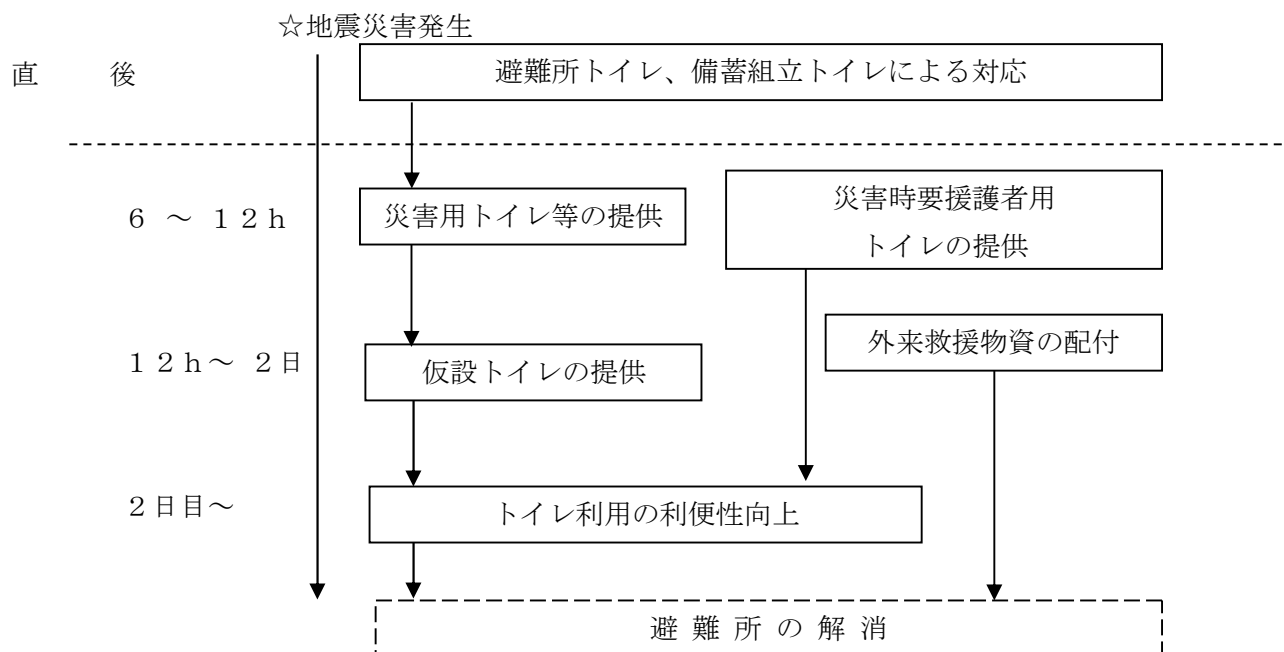 ☆地震災害発生
直　　後
避難所トイレ、備蓄組立トイレによる対応
６ ～ １２ｈ
災害用トイレ等の提供
災害時要援護者用
トイレの提供
１２ｈ～ ２日
仮設トイレの提供
外来救援物資の配付
２日目～
トイレ利用の利便性向上
避 難 所 の 解 消